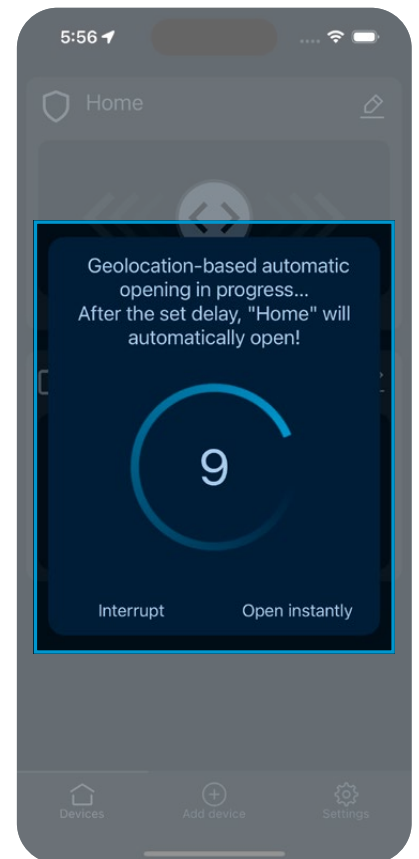 5:56
Home
Geolocation-based automatic
opening in progress...
After the set delay, "Home" will
automatically open!
9
Interrupt
Open instantly
Devices
Add device
Settings